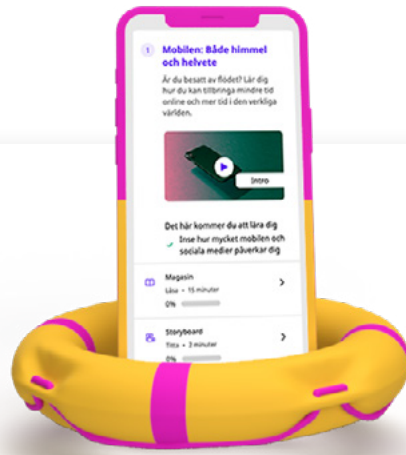 1 Mobilen: Både himmel
och helvete
Är du besatt av flödet? Lär dig
hur du kan tillbringa mindre tid
online och mer tid i den verkliga
världen.
Intro
Det här kommer du att lära dig
Inse hur mycket mobilen och
sociala medier påverkar dig
Magasin
Läsa • 15 minuter
0%
Storyboard
Titta • 2 minuter
0%